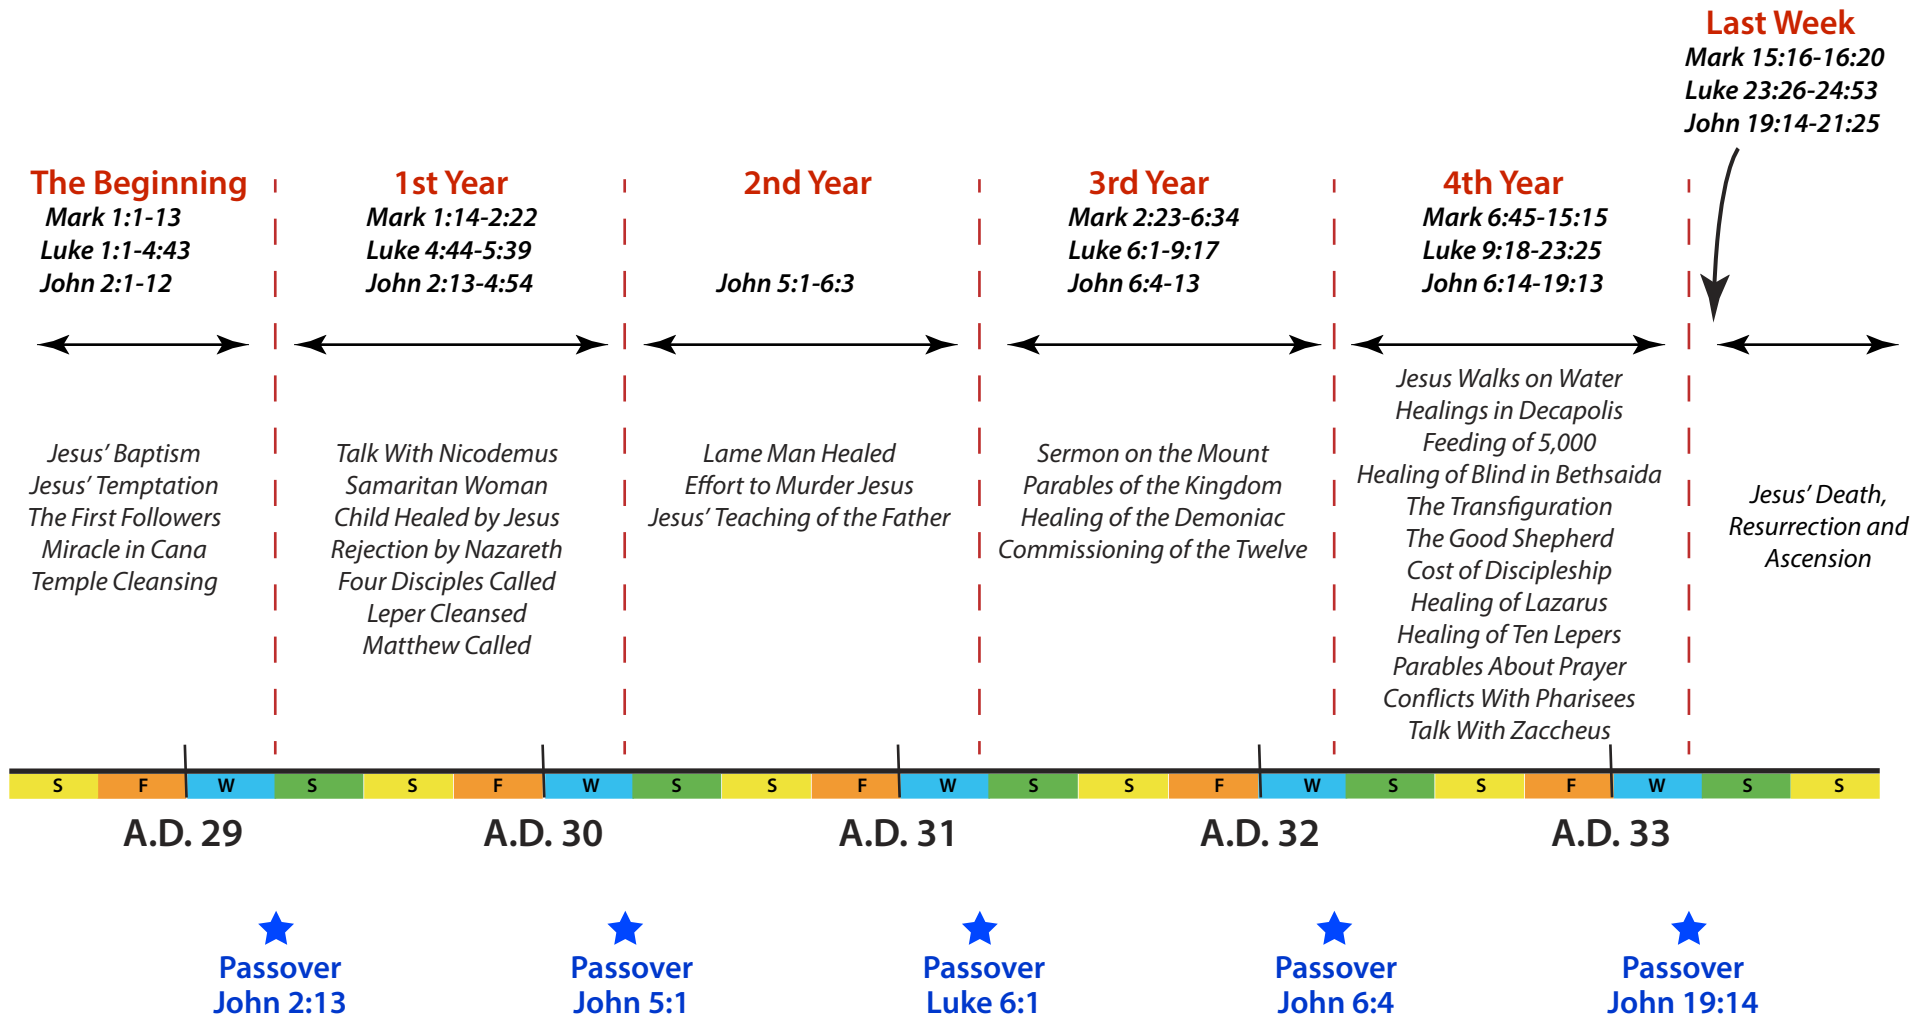 Last Week
Mark 15:16-16:20
Luke 23:26-24:53
John 19:14-21:25
The Beginning
Mark 1:1-13
Luke 1:1-4:43
John 2:1-12
1st Year
Mark 1:14-2:22
Luke 4:44-5:39
John 2:13-4:54
2nd Year
John 5:1-6:3
3rd Year
Mark 2:23-6:34
Luke 6:1-9:17
John 6:4-13
4th Year
Mark 6:45-15:15
Luke 9:18-23:25
John 6:14-19:13
Jesus’ Baptism
Jesus’ Temptation
The First Followers
Miracle in Cana
Temple Cleansing
Talk With Nicodemus
Samaritan Woman
Child Healed by Jesus
Rejection by Nazareth
Four Disciples Called
Leper Cleansed
Matthew Called
Lame Man Healed
Effort to Murder Jesus
Jesus’ Teaching of the Father
Sermon on the Mount
Parables of the Kingdom
Healing of the Demoniac
Commissioning of the Twelve
Jesus Walks on Water
Healings in Decapolis
Feeding of 5,000
Healing of Blind in Bethsaida
The Transfiguration
The Good Shepherd
Cost of Discipleship
Healing of Lazarus
Healing of Ten Lepers
Parables About Prayer
Conflicts With Pharisees
Talk With Zaccheus
Jesus’ Death,
Resurrection and
Ascension
S F W S S F W S S F W S S F W S S F W S S
A.D. 29 A.D. 30 A.D. 31 A.D. 32 A.D. 33
Passover
John 2:13
Passover
John 5:1
Passover
Luke 6:1
Passover
John 6:4
Passover
John 19:14